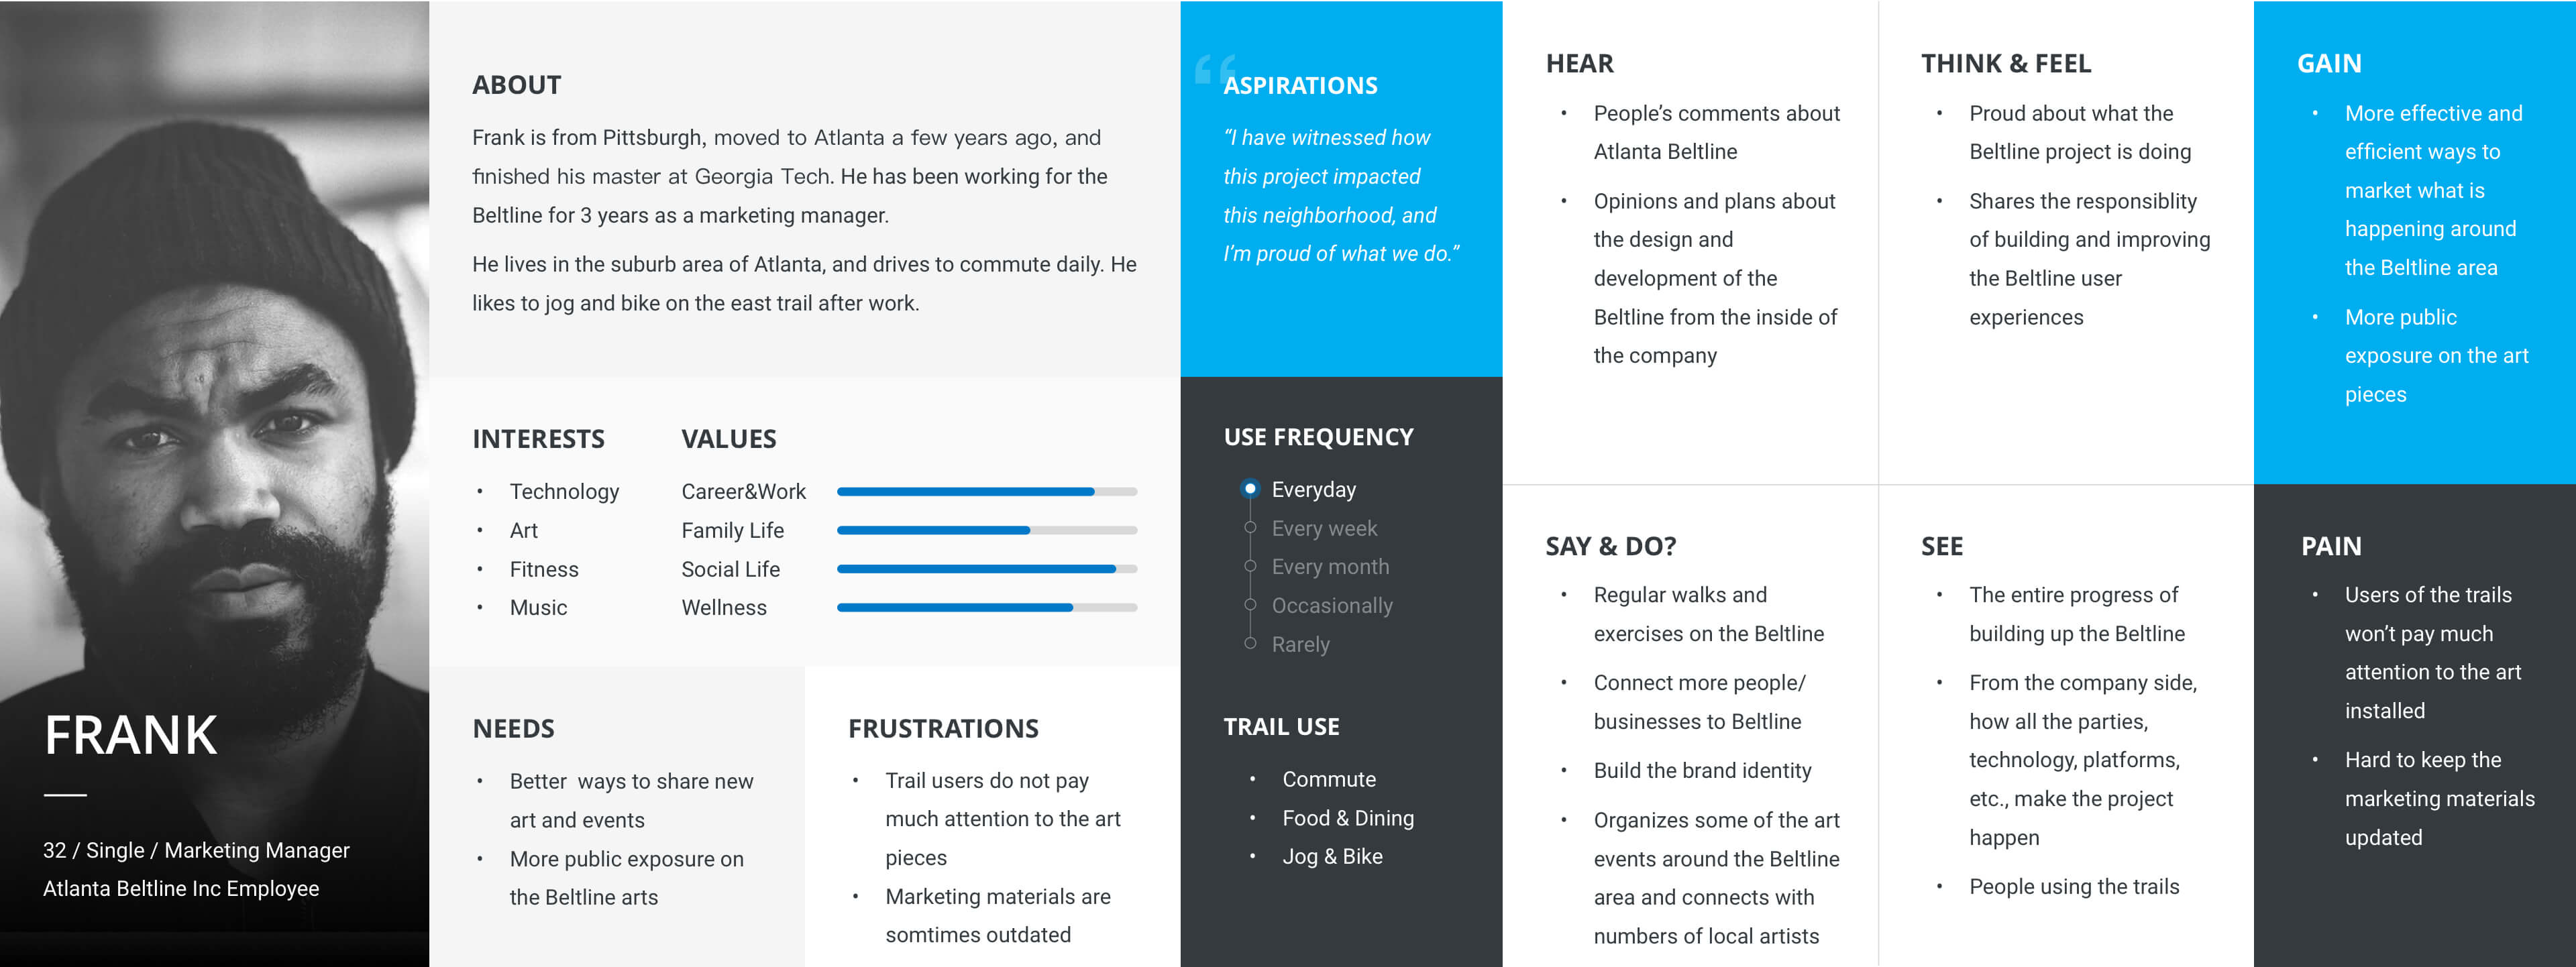 FRANK
32 / Single / Marketing Manager
Atlanta Beltline Inc Employee
ABOUT
Frank is from Pittsburgh, moved to Atlanta a few years ago, and
finished his master at Georgia Tech. He has been working for the
Beltline for 3 years as a marketing manager.
He lives in the suburb area of Atlanta, and drives to commute daily. He
likes to jog and bike on the east trail after work.
INTERESTS
• Technology
• Art
• Fitness
• Music
VALUES
Career&Work
Family Life
Social Life
Wellness
NEEDS
• Better  ways to share new
art and events
• More public exposure on
the Beltline arts
FRUSTRATIONS
• Trail users do not pay
much attention to the art
pieces
• Marketing materials are
somtimes outdated
“
ASPIRATIONS
“I have witnessed how
this project impacted
this neighborhood, and
I’m proud of what we do.”
USE FREQUENCY
Everyday
Every week
Every month
Occasionally
Rarely
TRAIL USE
• Commute
• Food & Dining
• Jog & Bike
HEAR
• People’s comments about
Atlanta Beltline
• Opinions and plans about
the design and
development of the
Beltline from the inside of
the company
THINK & FEEL
• Proud about what the
Beltline project is doing
• Shares the responsiblity
of building and improving
the Beltline user
experiences
GAIN
• More effective and
efficient ways to
market what is
happening around
the Beltline area
• More public
exposure on the art
pieces
SAY & DO?
• Regular walks and
exercises on the Beltline
• Connect more people/
businesses to Beltline
• Build the brand identity
• Organizes some of the art
events around the Beltline
area and connects with
numbers of local artists
SEE
• The entire progress of
building up the Beltline
• From the company side,
how all the parties,
technology, platforms,
etc., make the project
happen
• People using the trails
PAIN
• Users of the trails
won’t pay much
attention to the art
installed
• Hard to keep the
marketing materials
updated